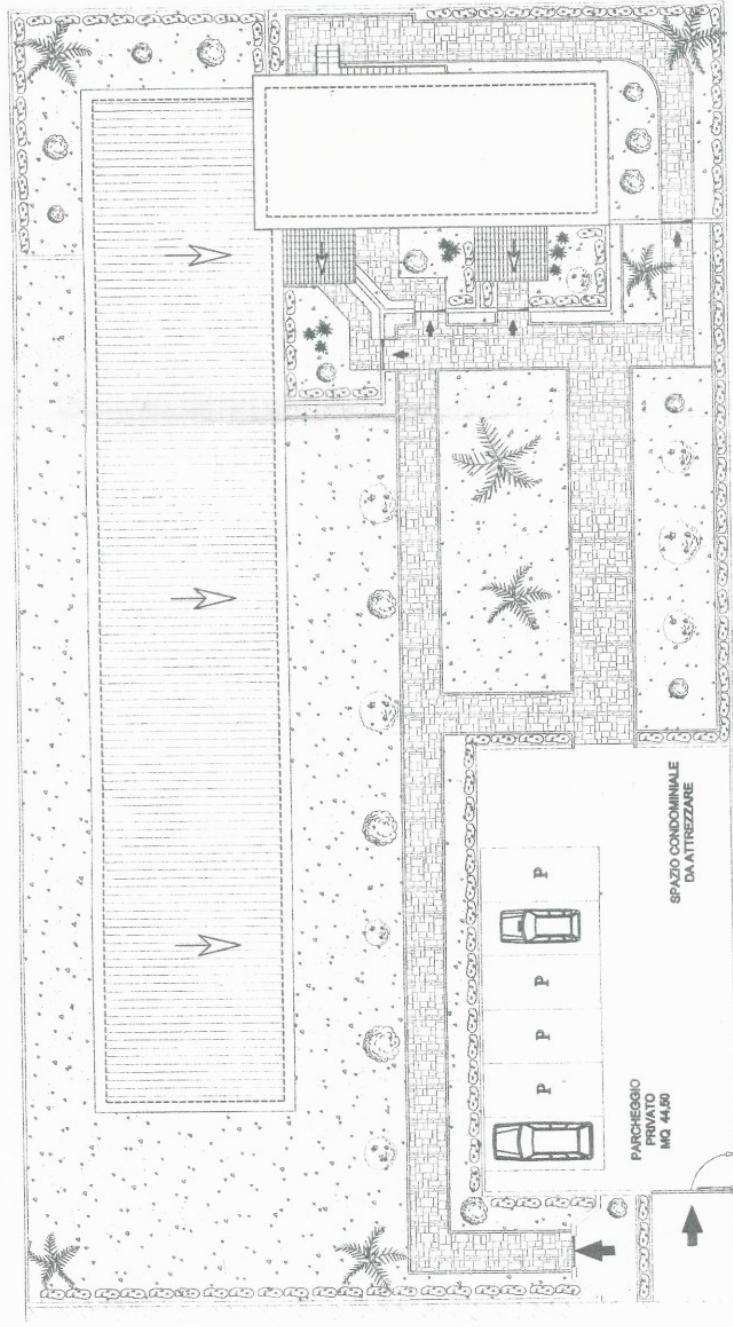 P
P
P
P
PARCHEGGIO
PRIVATO
MQ 44,50
SPAZIO CONDOMINIALE
DA ATTREZZARE